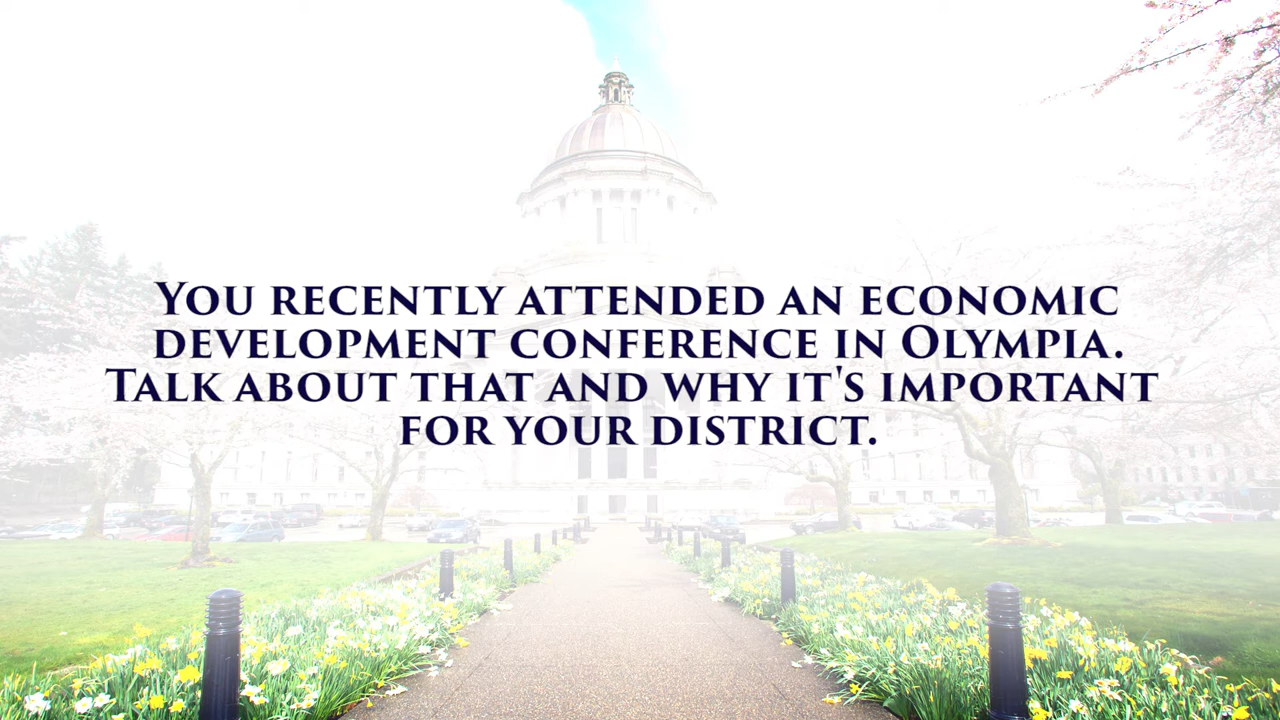 You recently attended an economic
development conference in Olympia.
Talk about that and why it's important
for your district.